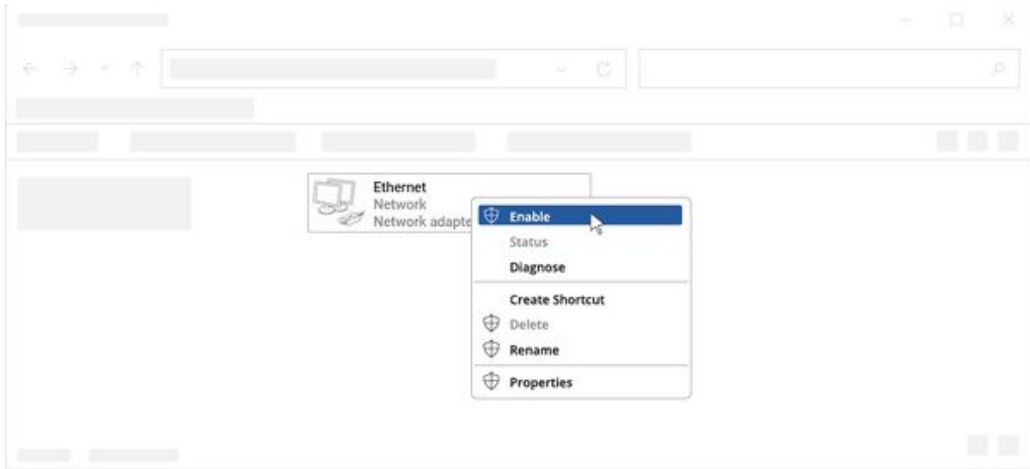 Ethernet
Network
Network adapte
Enable
Status
Diagnose
Create Shortcut
Delete
Rename
Properties